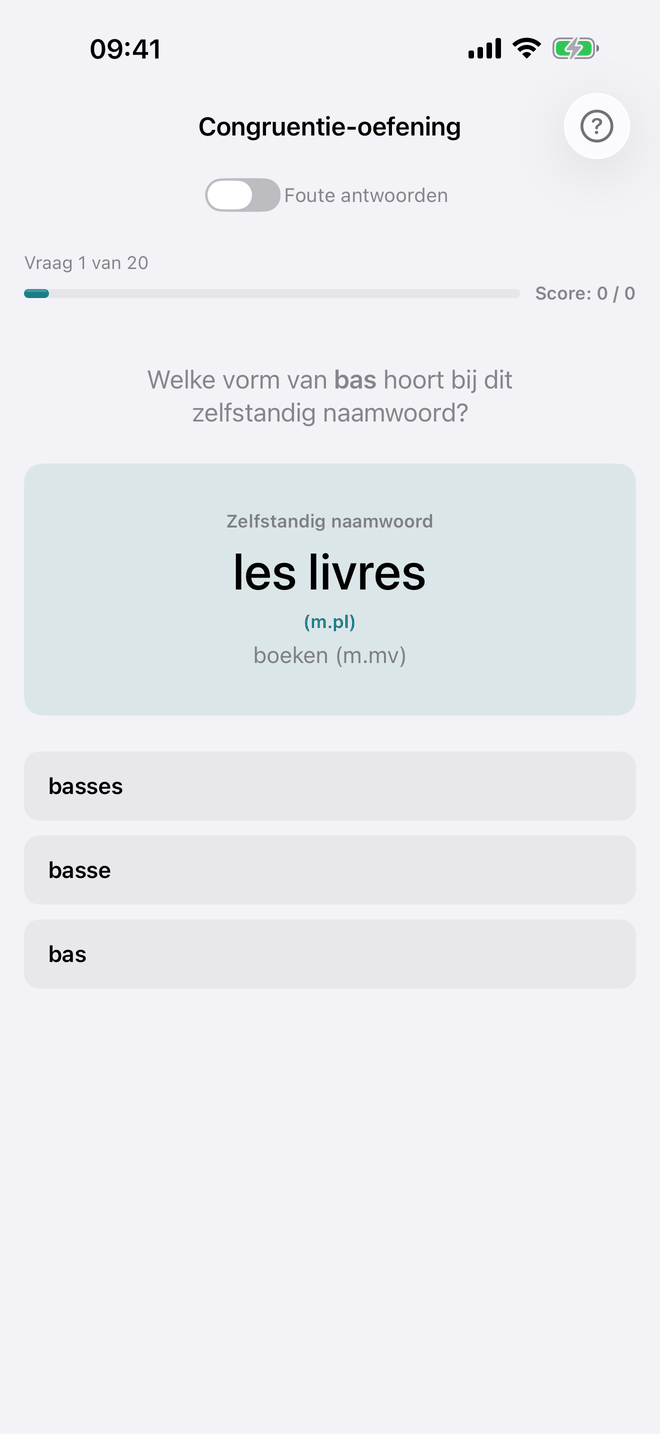 09:41
Congruentie-oefening
Foute antwoorden
Vraag 1 van 20
Score: 0 / 0
Welke vorm van bas hoort bij dit
zelfstandig naamwoord?
Zelfstandig naamwoord
les livres
(m.pl)
boeken (m.mv)
basses
basse
bas